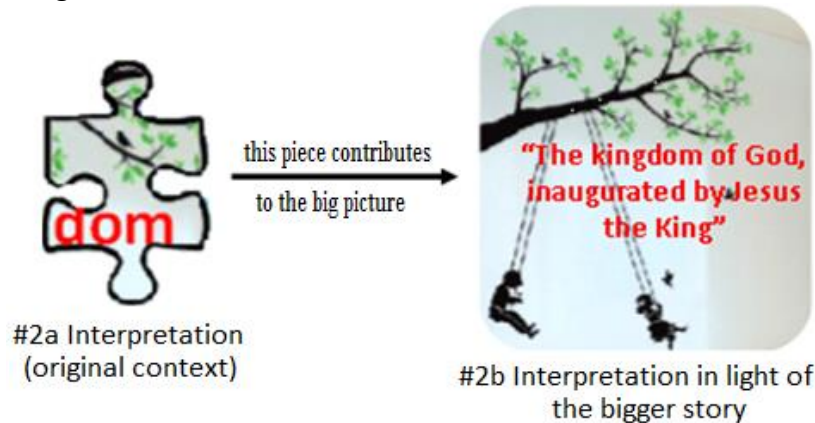 dom
#2a Interpretation
(original context)
this piece contributes
to the big picture
“The kingdom of God,
inaugurated by Jesus
the King”
#2b Interpretation in light of
the bigger story